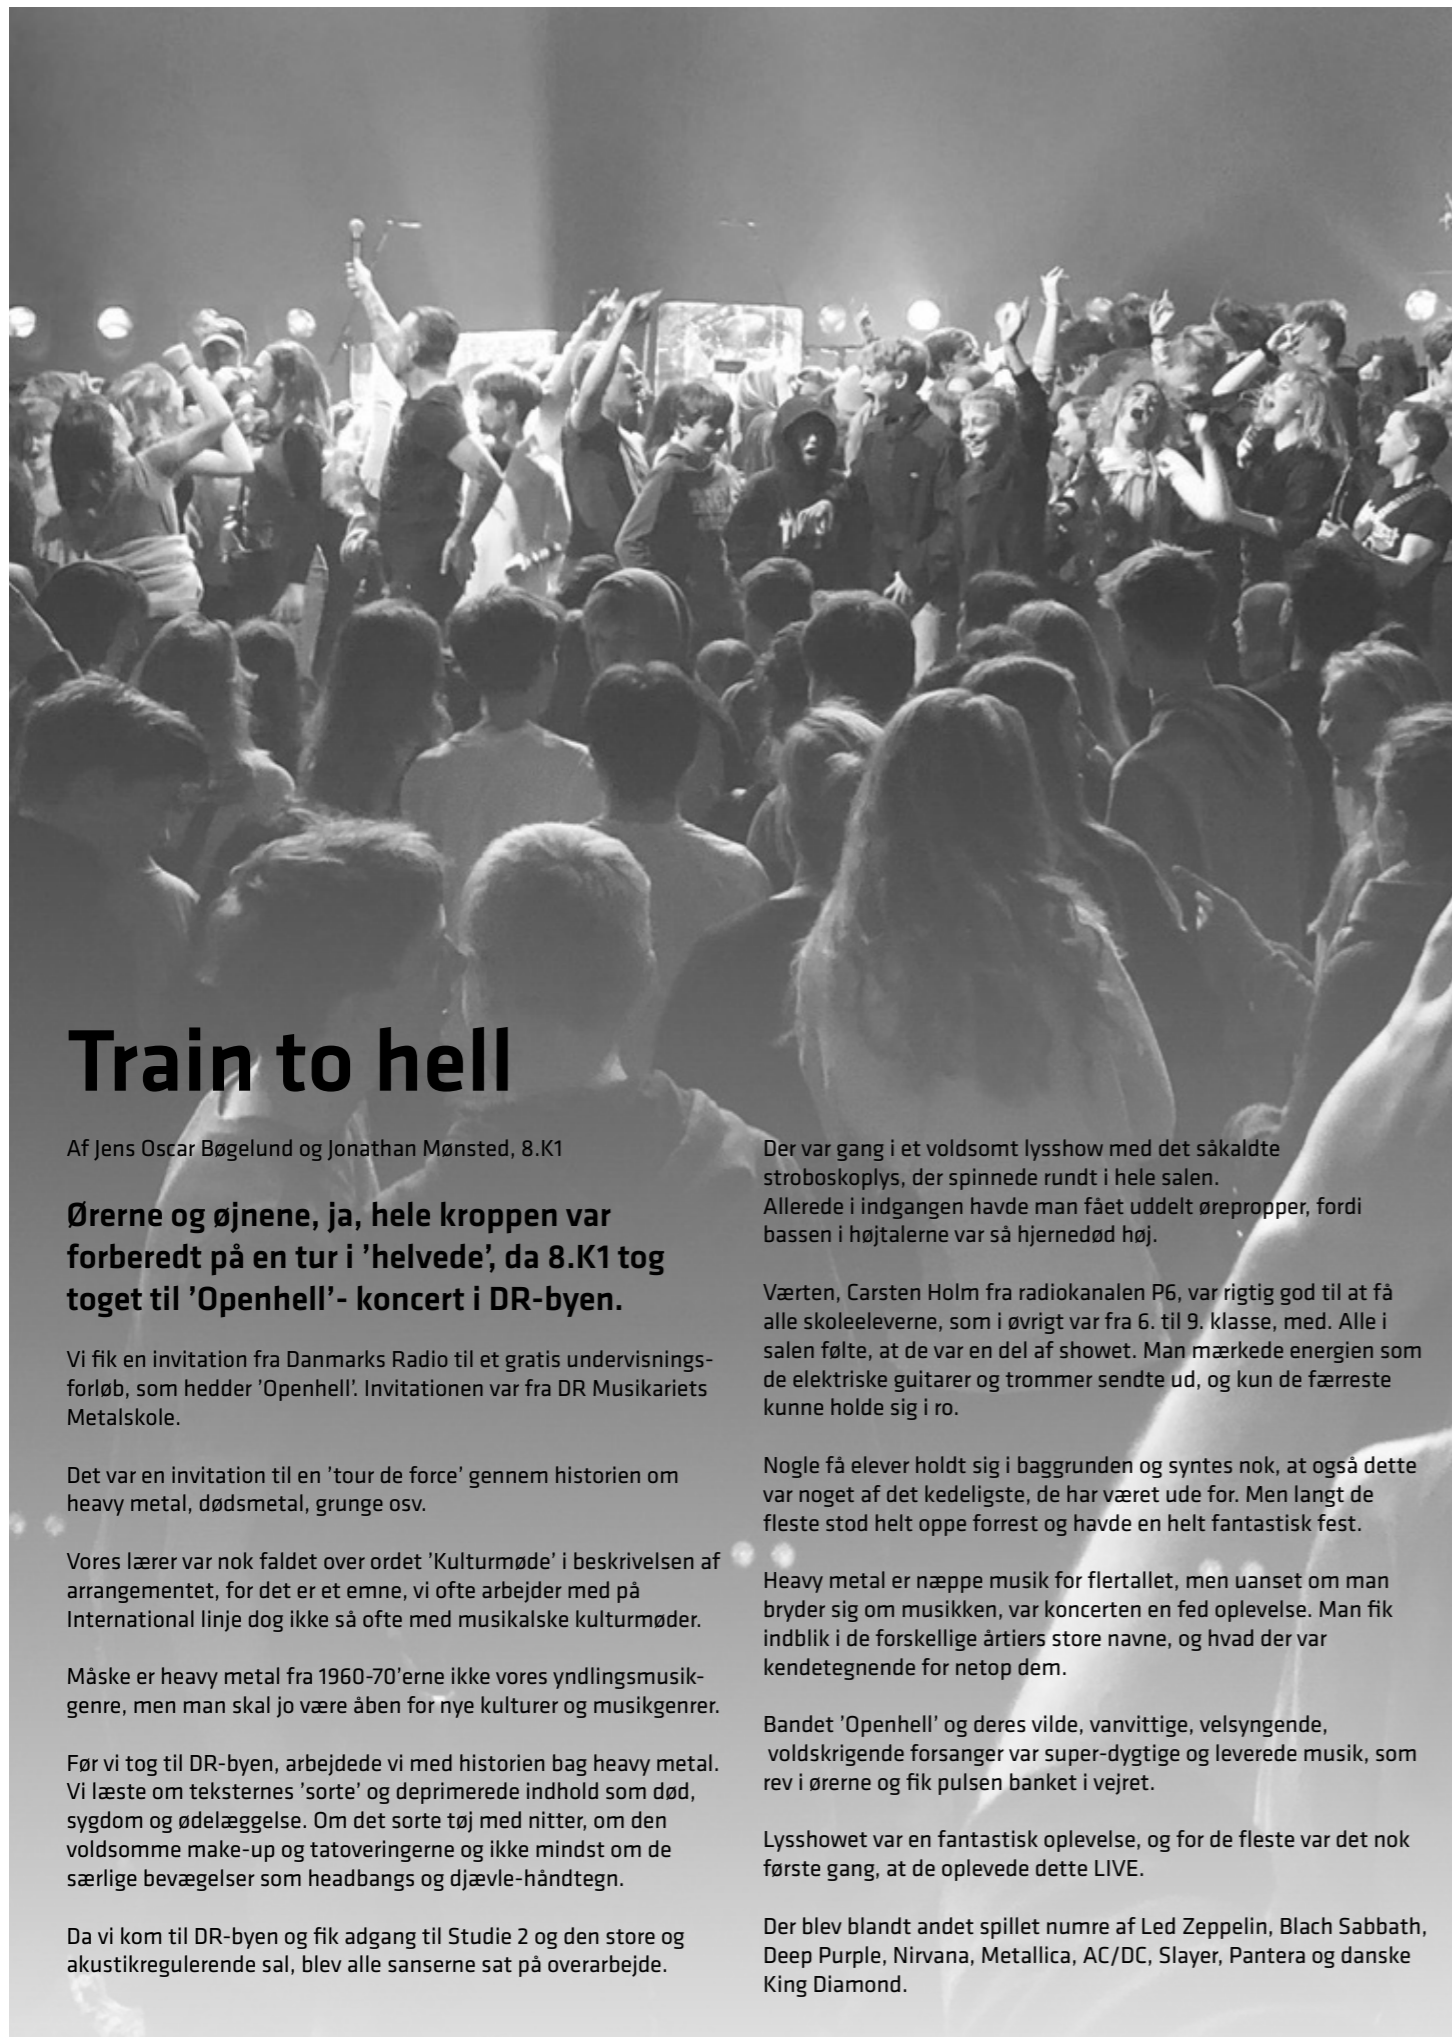 Train to hell
Af Jens Oscar Bøgelund og Jonathan Mønsted, 8.K1
Ørerne og øjnene, ja, hele kroppen var
forberedt på en tur i ’helvede’, da 8.K1 tog
toget til ’Openhell’- koncert i DR-byen.
Vi fik en invitation fra Danmarks Radio til et gratis undervisnings-
forløb, som hedder ’Openhell’. Invitationen var fra DR Musikariets
Metalskole.
Det var en invitation til en ’tour de force’ gennem historien om
heavy metal, dødsmetal, grunge osv.
Vores lærer var nok faldet over ordet ’Kulturmøde’ i beskrivelsen af
arrangementet, for det er et emne, vi ofte arbejder med på
International linje dog ikke så ofte med musikalske kulturmøder.
Måske er heavy metal fra 1960-70’erne ikke vores yndlingsmusik-
genre, men man skal jo være åben for nye kulturer og musikgenrer.
Før vi tog til DR-byen, arbejdede vi med historien bag heavy metal.
Vi læste om teksternes ’sorte’ og deprimerede indhold som død,
sygdom og ødelæggelse. Om det sorte tøj med nitter, om den
voldsomme make-up og tatoveringerne og ikke mindst om de
særlige bevægelser som headbangs og djævle-håndtegn.
Da vi kom til DR-byen og fik adgang til Studie 2 og den store og
akustikregulerende sal, blev alle sanserne sat på overarbejde.
Der var gang i et voldsomt lysshow med det såkaldte
stroboskoplys, der spinnede rundt i hele salen.
Allerede i indgangen havde man fået uddelt ørepropper, fordi
bassen i højtalerne var så hjernedød høj.
Værten, Carsten Holm fra radiokanalen P6, var rigtig god til at få
alle skoleeleverne, som i øvrigt var fra 6. til 9. klasse, med. Alle i
salen følte, at de var en del af showet. Man mærkede energien som
de elektriske guitarer og trommer sendte ud, og kun de færreste
kunne holde sig i ro.
Nogle få elever holdt sig i baggrunden og syntes nok, at også dette
var noget af det kedeligste, de har været ude for. Men langt de
fleste stod helt oppe forrest og havde en helt fantastisk fest.
Heavy metal er næppe musik for flertallet, men uanset om man
bryder sig om musikken, var koncerten en fed oplevelse. Man fik
indblik i de forskellige årtiers store navne, og hvad der var
kendetegnende for netop dem.
Bandet ’Openhell’ og deres vilde, vanvittige, velsyngende,
voldskrigende forsanger var super-dygtige og leverede musik, som
rev i ørerne og fik pulsen banket i vejret.
Lysshowet var en fantastisk oplevelse, og for de fleste var det nok
første gang, at de oplevede dette LIVE.
Der blev blandt andet spillet numre af Led Zeppelin, Blach Sabbath,
Deep Purple, Nirvana, Metallica, AC/DC, Slayer, Pantera og danske
King Diamond.